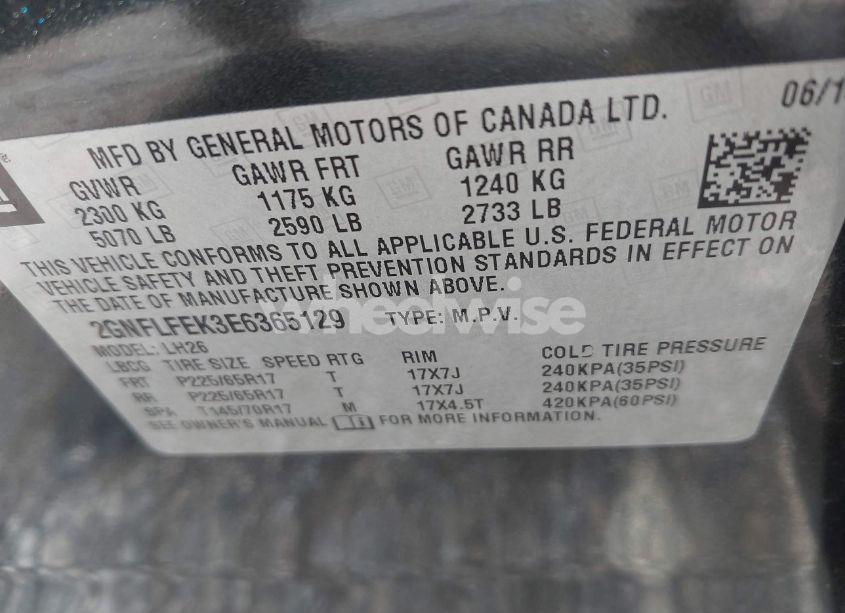 06/1
MFD BY GENERAL MOTORS OF CANADA LTD.
GVWR GAWR FRT GAWR RR
2300 KG 1175 KG 1240 KG
5070 LB 2590 LB 2733 LB
THIS VEHICLE CONFORMS TO ALL APPLICABLE U.S. FEDERAL MOTOR
VEHICLE SAFETY AND THEFT PREVENTION STANDARDS IN EFFECT ON
THE DATE OF MANUFACTURE SHOWN ABOVE.
2GNFLFEK3E6365129 TYPE: M.P.V.
MODEL: LH26
LBCG TIRE SIZE SPEED RTG RIM COLD TIRE PRESSURE
FRT P225/65R17 T 17X7J 240KPA(35PSI)
RR P225/65R17 T 17X7J 240KPA(35PSI)
SPA T145/70R17 M 17X4.5T 420KPA(60PSI)
SEE OWNER'S MANUAL FOR MORE INFORMATION.
wheelwise